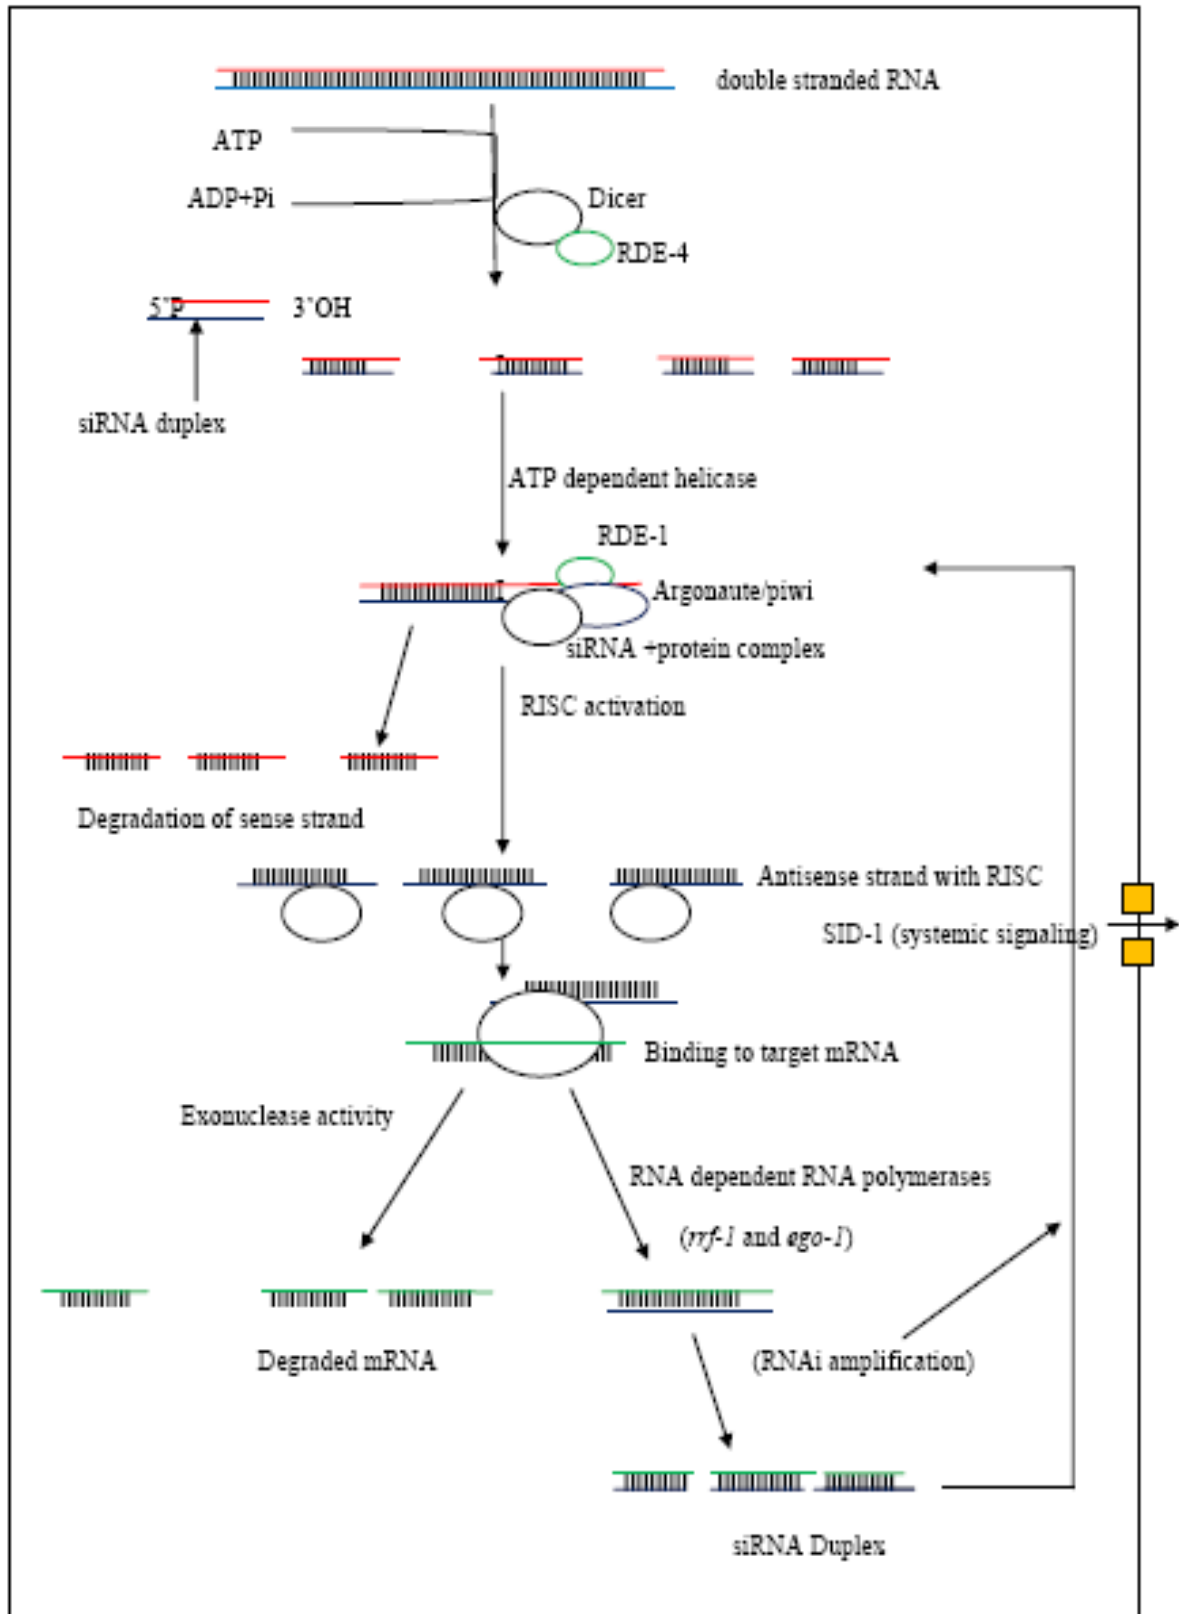 double stranded RNA
ATP
ADP+Pi
Dicer
RDE-4
5`P 3`OH
siRNA duplex
ATP dependent helicase
RDE-1
Argonaute/piwi
siRNA +protein complex
RISC activation
Degradation of sense strand
Antisense strand with RISC
SID-1 (systemic signaling)
Binding to target mRNA
Exonuclease activity
RNA dependent RNA polymerases
(rrf-1 and ego-1)
Degraded mRNA
(RNAi amplification)
siRNA Duplex